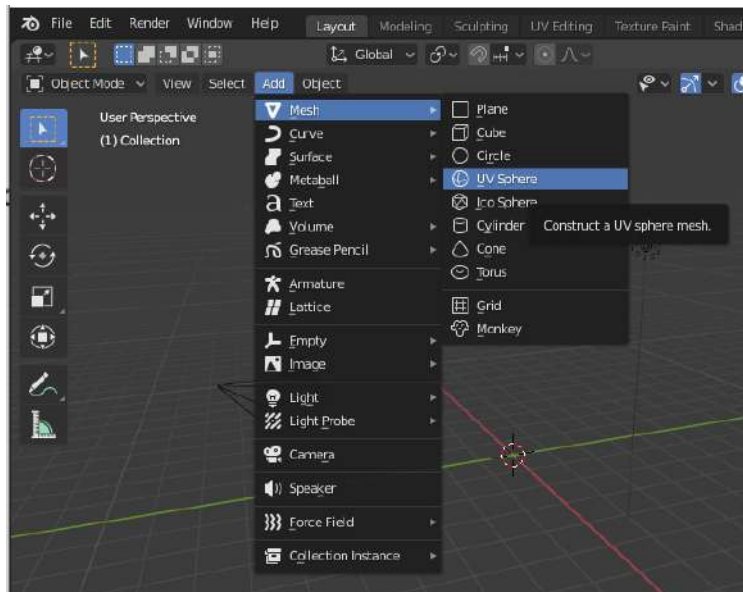 File Edit Render Window Help Layout Modeling Sculpting UV Editing Texture Paint Shad
Global
Object Mode View Select Add Object
User Perspective
(1) Collection
Mesh
Curve
Surface
Metaball
Text
Volume
Grease Pencil
Armature
Lattice
Empty
Image
Light
Light Probe
Camera
Speaker
Force Field
Collection Instance
Plane
Cube
Circle
UV Sphere
Ico Sphere
Cylinder
Cone
Torus
Grid
Monkey
Construct a UV sphere mesh.